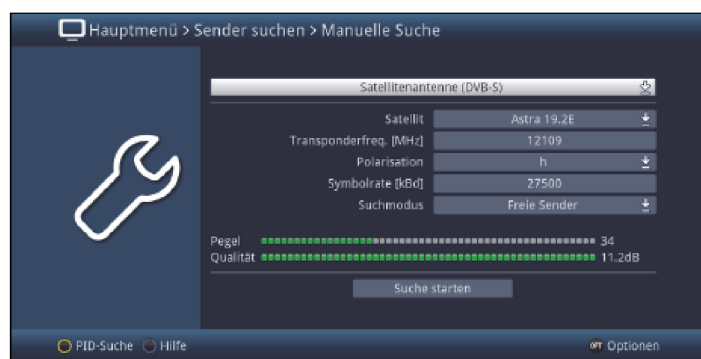 Hauptmenü > Sender suchen > Manuelle Suche
Satellitenantenne (DVB-S)
Satellit Astra 19.2E
Transponderfreq. [MHz] 12109
Polarisation h
Symbolrate [kBd] 27500
Suchmodus Freie Sender
Pegel 34
Qualität 11.2dB
Suche starten
PID-Suche Hilfe OPT Optionen